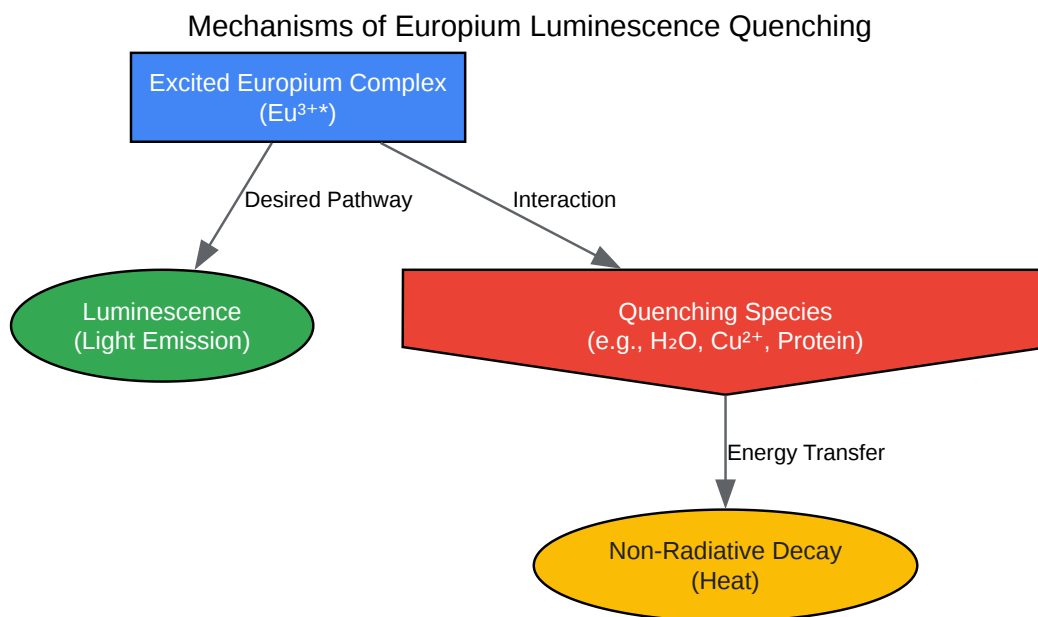 Mechanisms of Europium Luminescence Quenching
Excited Europium Complex
(Eu³⁺*)
Desired Pathway
Interaction
Luminescence
(Light Emission)
Quenching Species
(e.g., H₂O, Cu²⁺, Protein)
Energy Transfer
Non-Radiative Decay
(Heat)